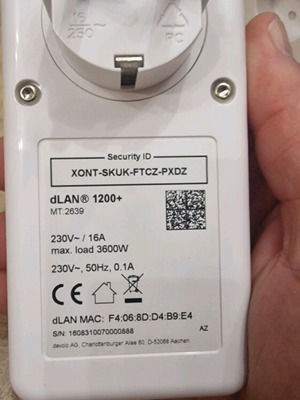 16
250 ~
PC
Security ID
XONT-SKUK-FTCZ-PXDZ
dLAN® 1200+
MT:2639
230V~ / 16A
max. load 3600W
230V~, 50Hz, 0.1A
CE
dLAN MAC: F4:06:8D:D4:B9:E4
S/N: 1608310070000888
AZ
devolo AG, Charlottenburger Allee 60, D-52068 Aachen